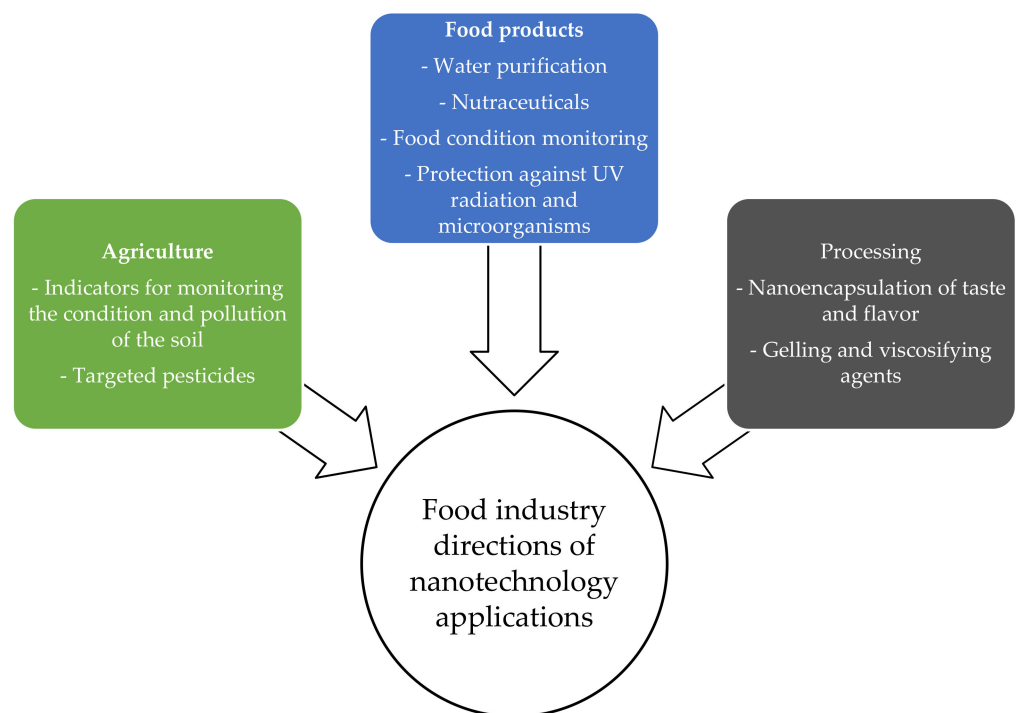 Food products
- Water purification
- Nutraceuticals
- Food condition monitoring
- Protection against UV
radiation and
microorganisms
Agriculture
- Indicators for monitoring
the condition and pollution
of the soil
- Targeted pesticides
Processing
- Nanoencapsulation of taste
and flavor
- Gelling and viscosifying
agents
Food industry
directions of
nanotechnology
applications